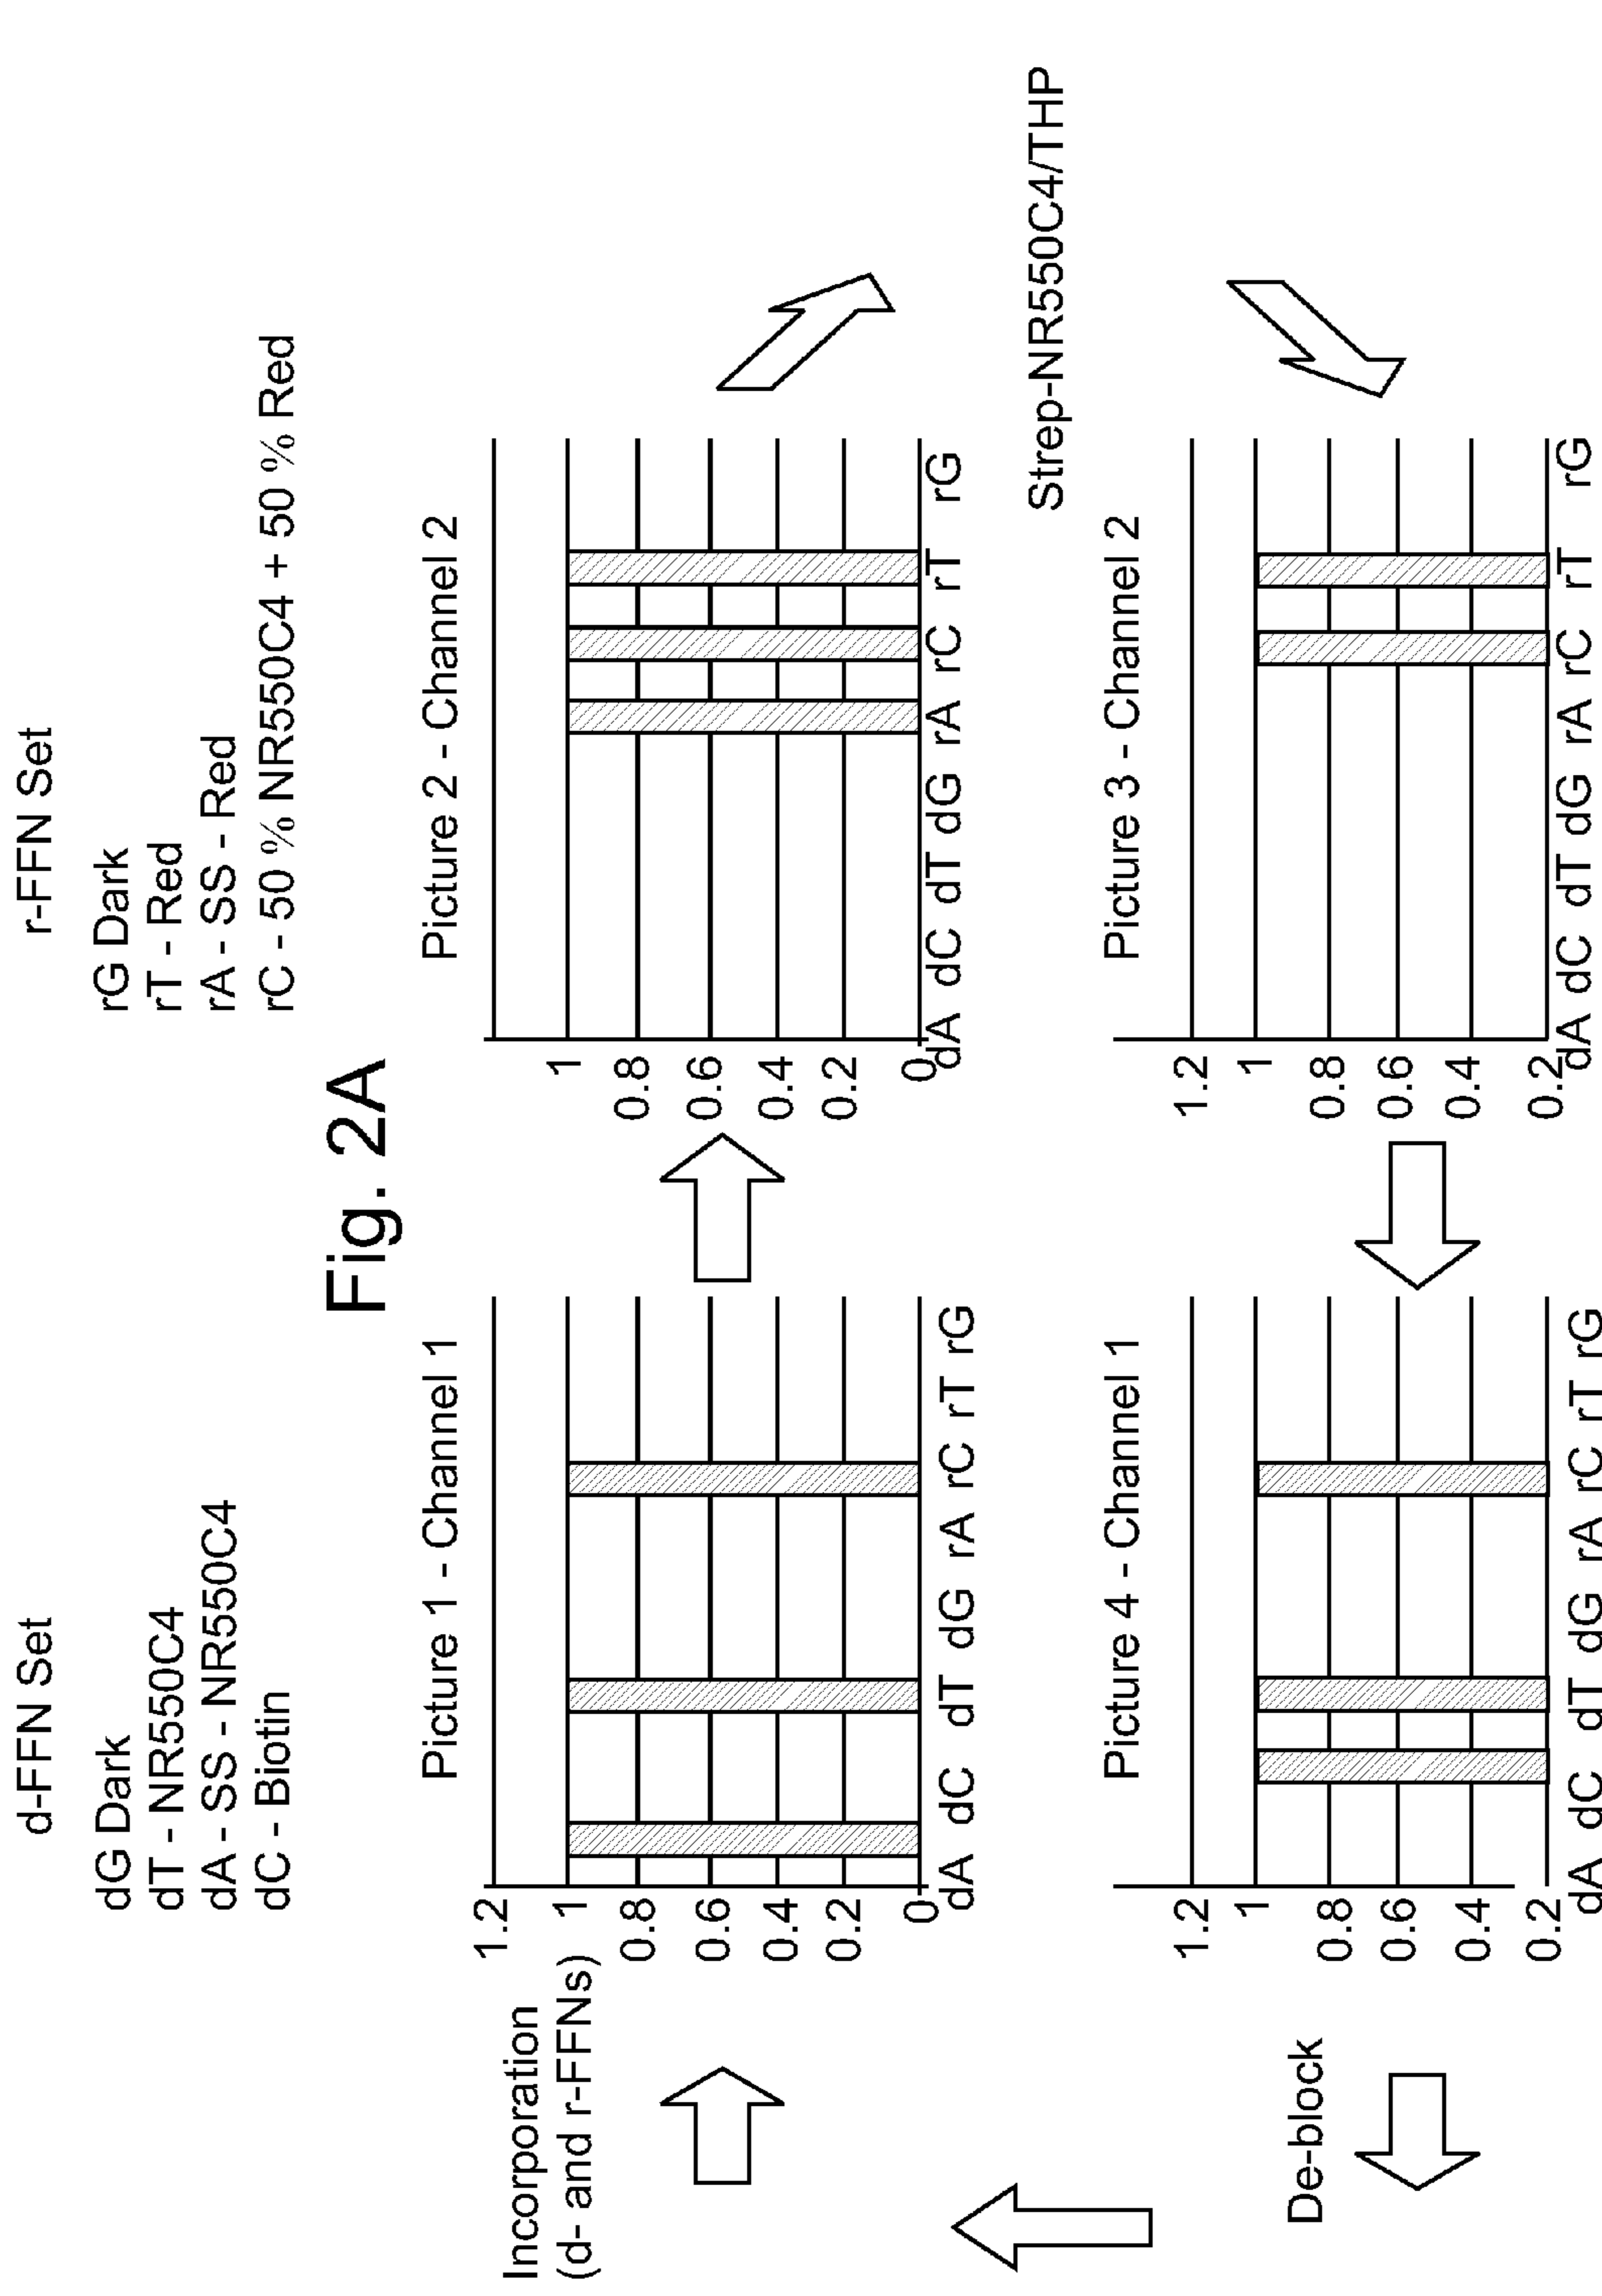 d-FFN Set
dG Dark
dT - NR550C4
dA - SS - NR550C4
dC - Biotin
r-FFN Set
rG Dark
rT - Red
rA - SS - Red
rC - 50 % NR550C4 + 50 % Red
Fig. 2A
Incorporation
(d- and r-FFNs)
Picture 1 - Channel 1
1.2
1
0.8
0.6
0.4
0.2
0
dA dC dT dG rA rC rT rG
Picture 2 - Channel 2
1
0.8
0.6
0.4
0.2
0
dA dC dT dG rA rC rT rG
Strep-NR550C4/THP
De-block
Picture 4 - Channel 1
1.2
1
0.8
0.6
0.4
0.2
dA dC dT dG rA rC rT rG
Picture 3 - Channel 2
1.2
1
0.8
0.6
0.4
0.2
dA dC dT dG rA rC rT rG